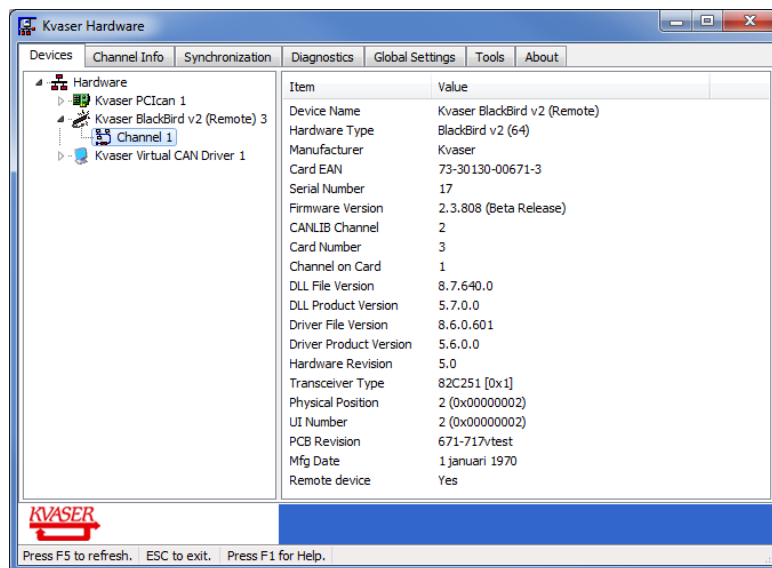 Kvaser Hardware
Devices Channel Info Synchronization Diagnostics Global Settings Tools About
Hardware
Kvaser PCIcan 1
Kvaser BlackBird v2 (Remote) 3
Channel 1
Kvaser Virtual CAN Driver 1
Item Value
Device Name Kvaser BlackBird v2 (Remote)
Hardware Type BlackBird v2 (64)
Manufacturer Kvaser
Card EAN 73-30130-00671-3
Serial Number 17
Firmware Version 2.3.808 (Beta Release)
CANLIB Channel 2
Card Number 3
Channel on Card 1
DLL File Version 8.7.640.0
DLL Product Version 5.7.0.0
Driver File Version 8.6.0.601
Driver Product Version 5.6.0.0
Hardware Revision 5.0
Transceiver Type 82C251 [0x1]
Physical Position 2 (0x00000002)
UI Number 2 (0x00000002)
PCB Revision 671-717vtest
Mfg Date 1 januari 1970
Remote device Yes
KVASER
Press F5 to refresh. ESC to exit. Press F1 for Help.